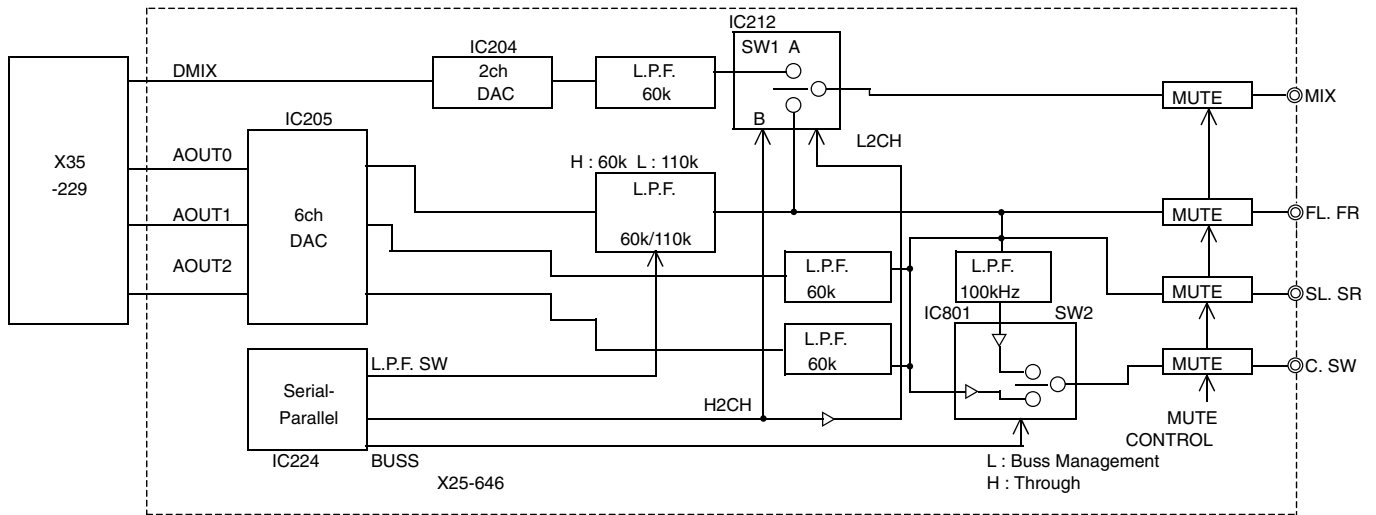 IC212
SW1 A
B
IC204
2ch
DAC
L.P.F.
60k
DMIX
MUTE
MIX
IC205
6ch
DAC
L2CH
X35
-229
AOUT0
AOUT1
AOUT2
H : 60k L : 110k
L.P.F.
60k/110k
MUTE
FL. FR
L.P.F.
60k
L.P.F.
100kHz
MUTE
SL. SR
IC801
SW2
L.P.F.
60k
MUTE
C. SW
L.P.F. SW
Serial-
Parallel
H2CH
MUTE
CONTROL
IC224
BUSS
L : Buss Management
H : Through
X25-646